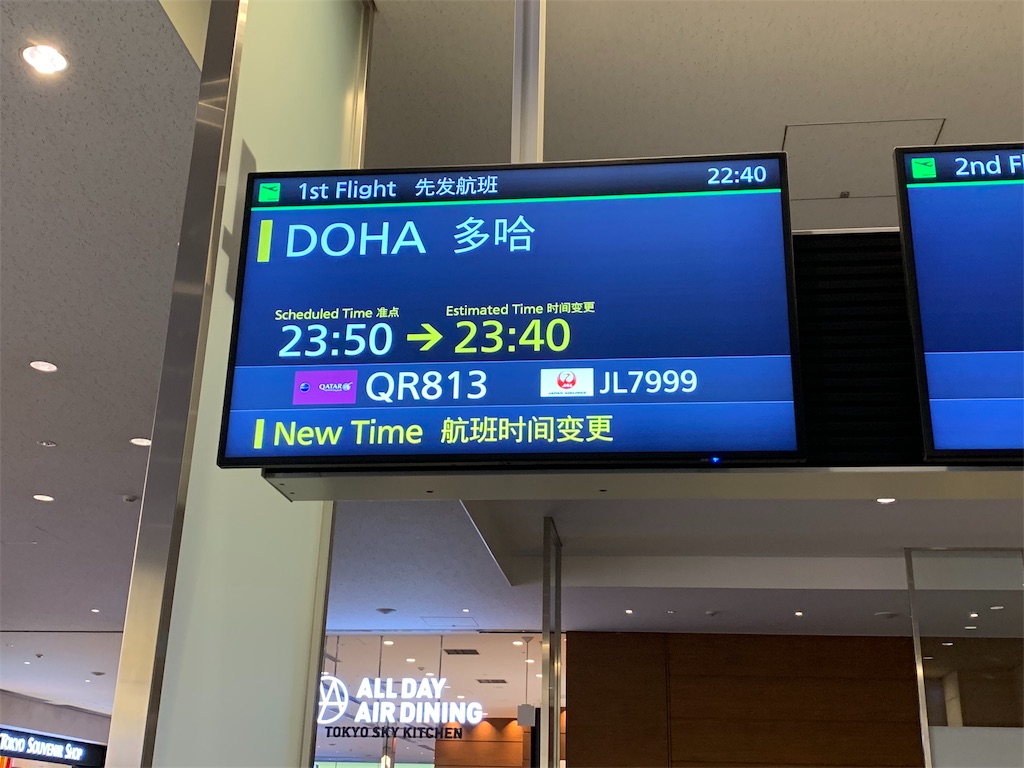 1st Flight 先发航班 22:40
DOHA 多哈
Scheduled Time 准点 Estimated Time 时间变更
23:50 → 23:40
QATAR QR813 JL7999
New Time 航班时间变更
2nd Fl
ALL DAY
AIR DINING
TOKYO SKY KITCHEN
TOKYO SOUVENIR SHOP